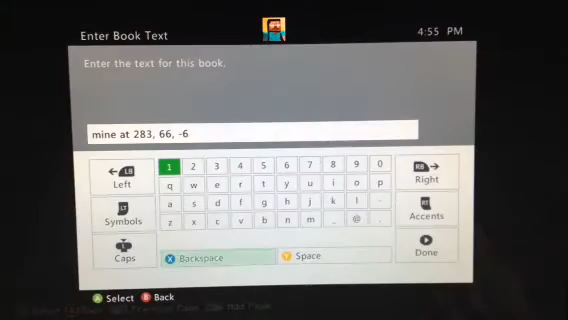 Enter Book Text
4:55 PM
Enter the text for this book.
mine at 283, 66, -6
LB
Left
1 2 3 4 5 6 7 8 9 0
RB
Right
q w e r t y u i o p
LT
Symbols
a s d f g h j k l -
RT
Accents
z x c v b n m _ @ .
Caps
X Backspace
Y Space
Done
A Select B Back